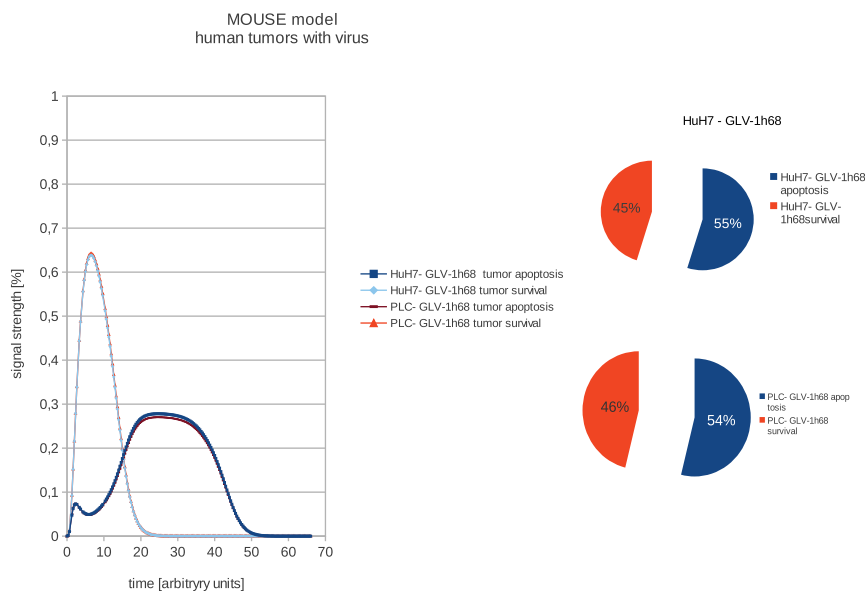 MOUSE model
human tumors with virus
1
0,9
0,8
0,7
0,6
0,5
0,4
0,3
0,2
0,1
0
signal strength [%]
0 10 20 30 40 50 60 70
time [arbitryry units]
HuH7- GLV-1h68 tumor apoptosis
HuH7- GLV-1h68 tumor survival
PLC- GLV-1h68 tumor apoptosis
PLC- GLV-1h68 tumor survival
HuH7 - GLV-1h68
45%
55%
HuH7- GLV-1h68
apoptosis
HuH7- GLV-
1h68survival
46%
54%
PLC- GLV-1h68 apop
tosis
PLC- GLV-1h68
survival